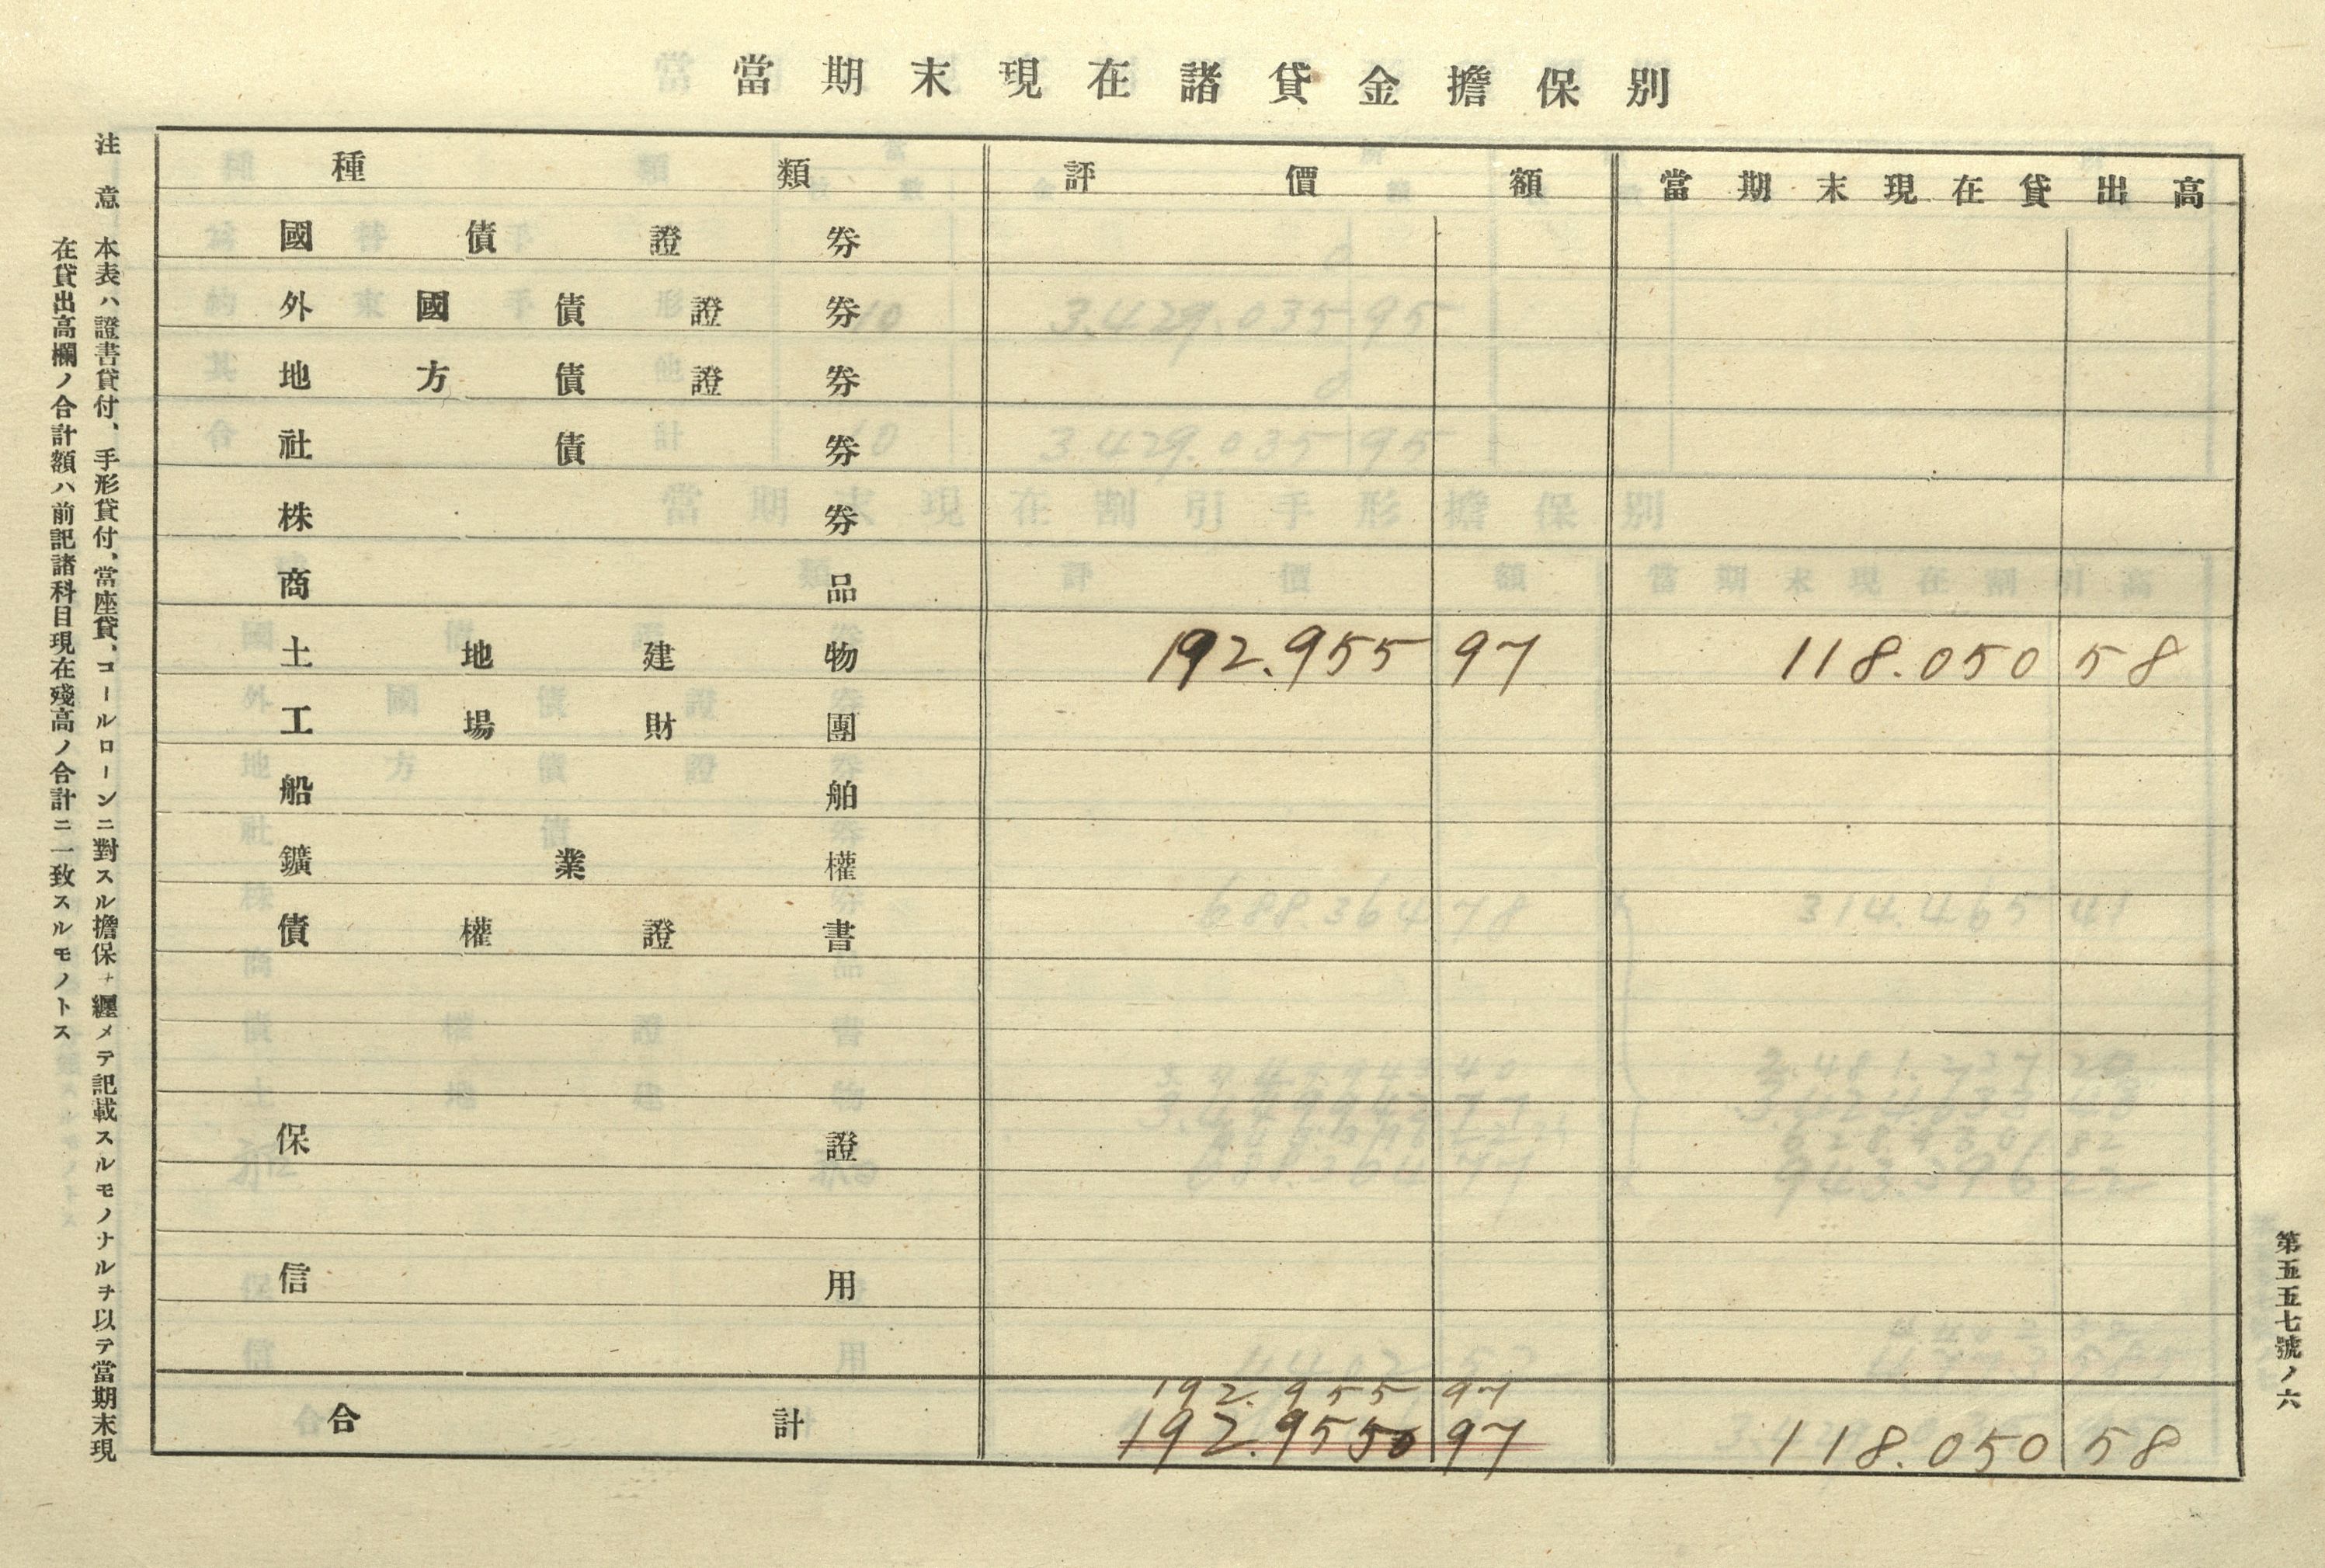 當期末現在諸貸金擔保別
種類 評價額 當期末現在貸出高
國債證券
外國債證券
地方債證券
社債券
株券
商品
土地建物 192.955 97 118.050 58
工場財團
船舶
鑛業權
債權證書
保證
信用
192.955 97
合計 192.9550 97 118.050 58
注意 本表ハ證書貸付、手形貸付、當座貸、コールローンニ對スル擔保ヲ纒メテ記載スルモノナルヲ以テ當期末現
在貸出高欄ノ合計額ハ前記諸科目現在殘高ノ合計ニ一致スルモノトス
第五五七號ノ六